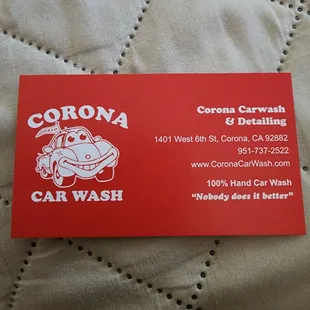 CORONA
CAR WASH
Corona Carwash
& Detailing
1401 West 6th St, Corona, CA 92882
951-737-2522
www.CoronaCarWash.com
100% Hand Car Wash
“Nobody does it better”